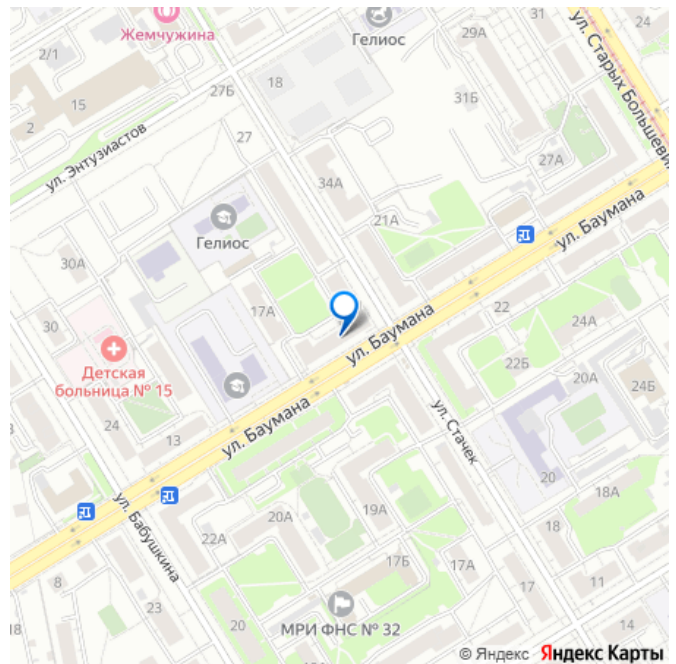 Жемчужина
Гелиос
29А
31
24
2/1
ул. Старых Большеви
15
27Б
18
31Б
2
ул. Энтузиастов
27
27А
34А
21А
ул. Баумана
Гелиос
30А
17А
22
30
24А
ул. Баумана
Детская
больница № 15
22Б
20А
24Б
ул. Баумана
ул. Стачек
24
13
20
18А
ул. Бабушкина
20А
19А
18
22А
17Б
17А
8
17
11
23
18
20
МРИ ФНС № 32
14
© Яндекс Яндекс Карты